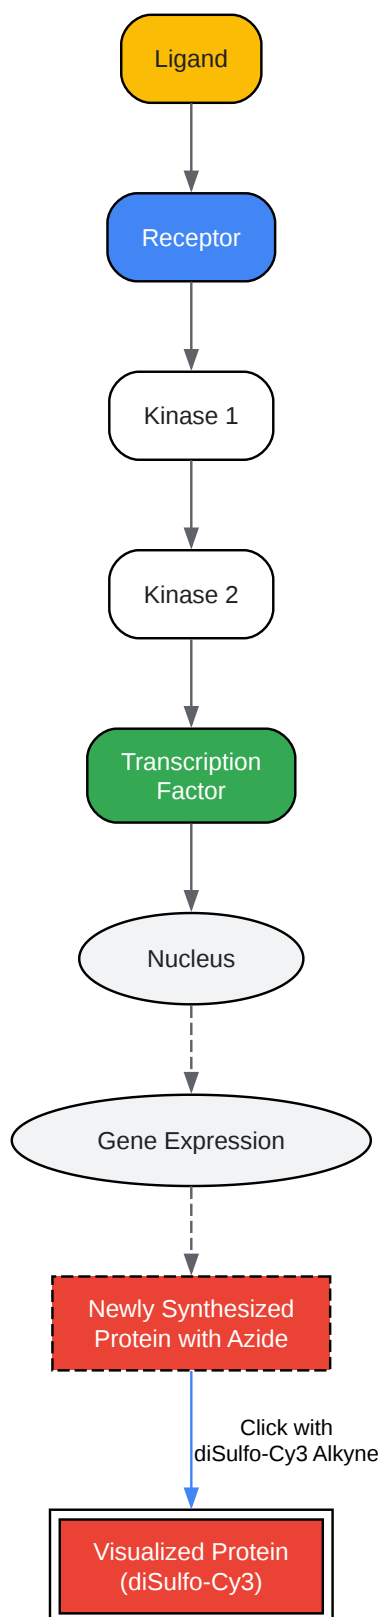 Ligand
Receptor
Kinase 1
Kinase 2
Transcription
Factor
Nucleus
Gene Expression
Newly Synthesized
Protein with Azide
Click with
diSulfo-Cy3 Alkyne
Visualized Protein
(diSulfo-Cy3)